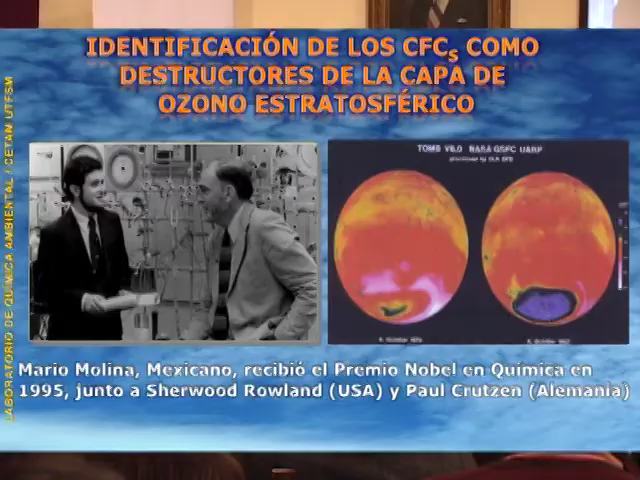 IDENTIFICACIÓN DE LOS CFCs COMO
DESTRUCTORES DE LA CAPA DE
OZONO ESTRATOSFÉRICO
LABORATORIO DE QUÍMICA AMBIENTAL / CETAM UTFSM
TOMS V6.0 NASA GSFC UARP
Mario Molina, Mexicano, recibió el Premio Nobel en Química en
1995, junto a Sherwood Rowland (USA) y Paul Crutzen (Alemania)